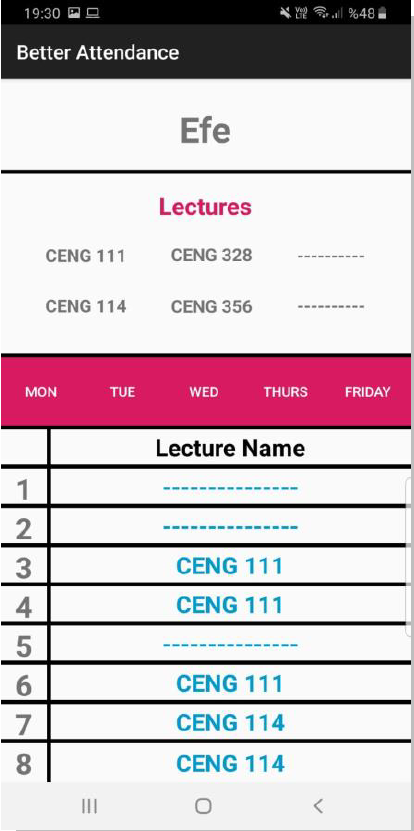 19:30 %48
Better Attendance
Efe
Lectures
CENG 111 CENG 328 ----------
CENG 114 CENG 356 ----------
MON TUE WED THURS FRIDAY
Lecture Name
1 ---------------
2 ---------------
3 CENG 111
4 CENG 111
5 ---------------
6 CENG 111
7 CENG 114
8 CENG 114